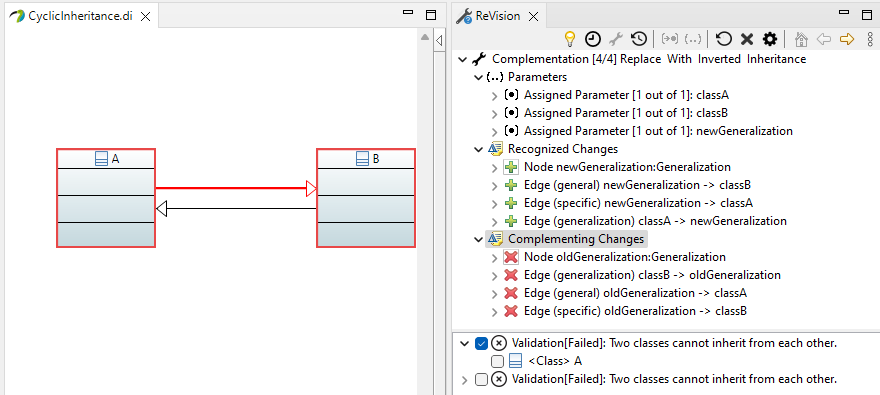 CyclicInheritance.di
A
B
ReVision
Complementation [4/4] Replace With Inverted Inheritance
Parameters
Assigned Parameter [1 out of 1]: classA
Assigned Parameter [1 out of 1]: classB
Assigned Parameter [1 out of 1]: newGeneralization
Recognized Changes
Node newGeneralization:Generalization
Edge (general) newGeneralization -> classB
Edge (specific) newGeneralization -> classA
Edge (generalization) classA -> newGeneralization
Complementing Changes
Node oldGeneralization:Generalization
Edge (generalization) classB -> oldGeneralization
Edge (general) oldGeneralization -> classA
Edge (specific) oldGeneralization -> classB
Validation[Failed]: Two classes cannot inherit from each other.
<Class> A
Validation[Failed]: Two classes cannot inherit from each other.